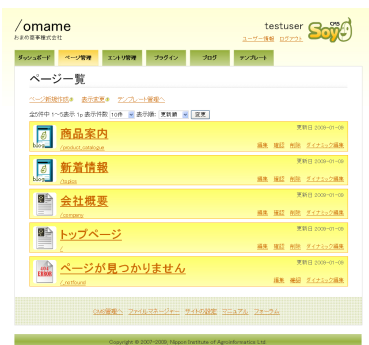 /omame
おまめ商事株式会社
testuser
ユーザー情報 ログアウト
CMS
Soy
ダッシュボード ページ管理 エントリ管理 プラグイン ブログ テンプレート
ページ一覧
ページ新規作成 表示変更 テンプレート管理へ
全5件中 1～5表示 1p 表示件数 10件 表示順: 更新順 変更
更新日 2009-01-09
商品案内
blog
/product_catalogue
編集 確認 削除 ダイナミック編集
更新日 2009-01-09
新着情報
blog
/topics
編集 確認 削除 ダイナミック編集
更新日 2009-01-09
会社概要
/company
編集 確認 削除 ダイナミック編集
更新日 2009-01-09
トップページ
/
編集 確認 削除 ダイナミック編集
更新日 2009-01-09
ページが見つかりません
ERROR
/_notfound
編集 確認 ダイナミック編集
CMS管理へ ファイルマネージャー サイトの設定 マニュアル フォーラム
Copyright © 2007-2009, Nippon Institute of Agroinformatics Ltd.